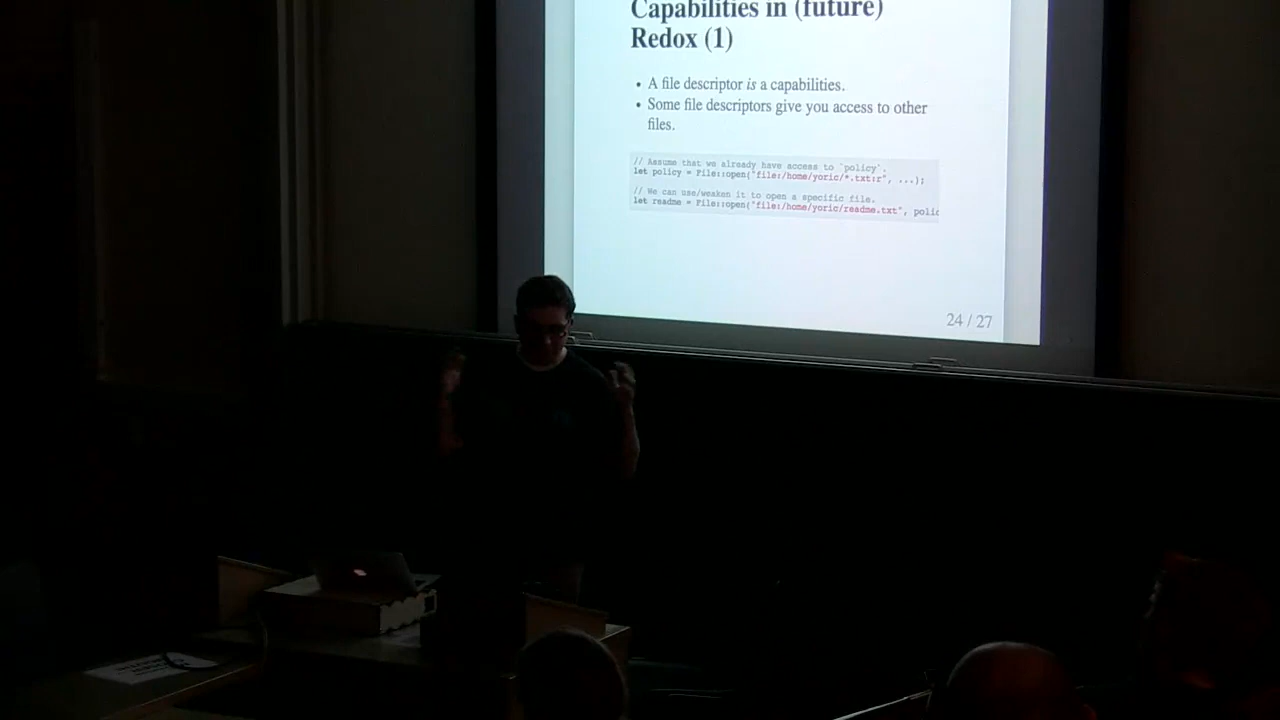 Capabilities in (future)
Redox (1)
• A file descriptor is a capabilities.
• Some file descriptors give you access to other
files.
// Assume that we already have access to `policy`.
let policy = File::open("file:/home/yoric/*.txt:r", ...);
// We can use/weaken it to open a specific file.
let readme = File::open("file:/home/yoric/readme.txt", polic
24 / 27